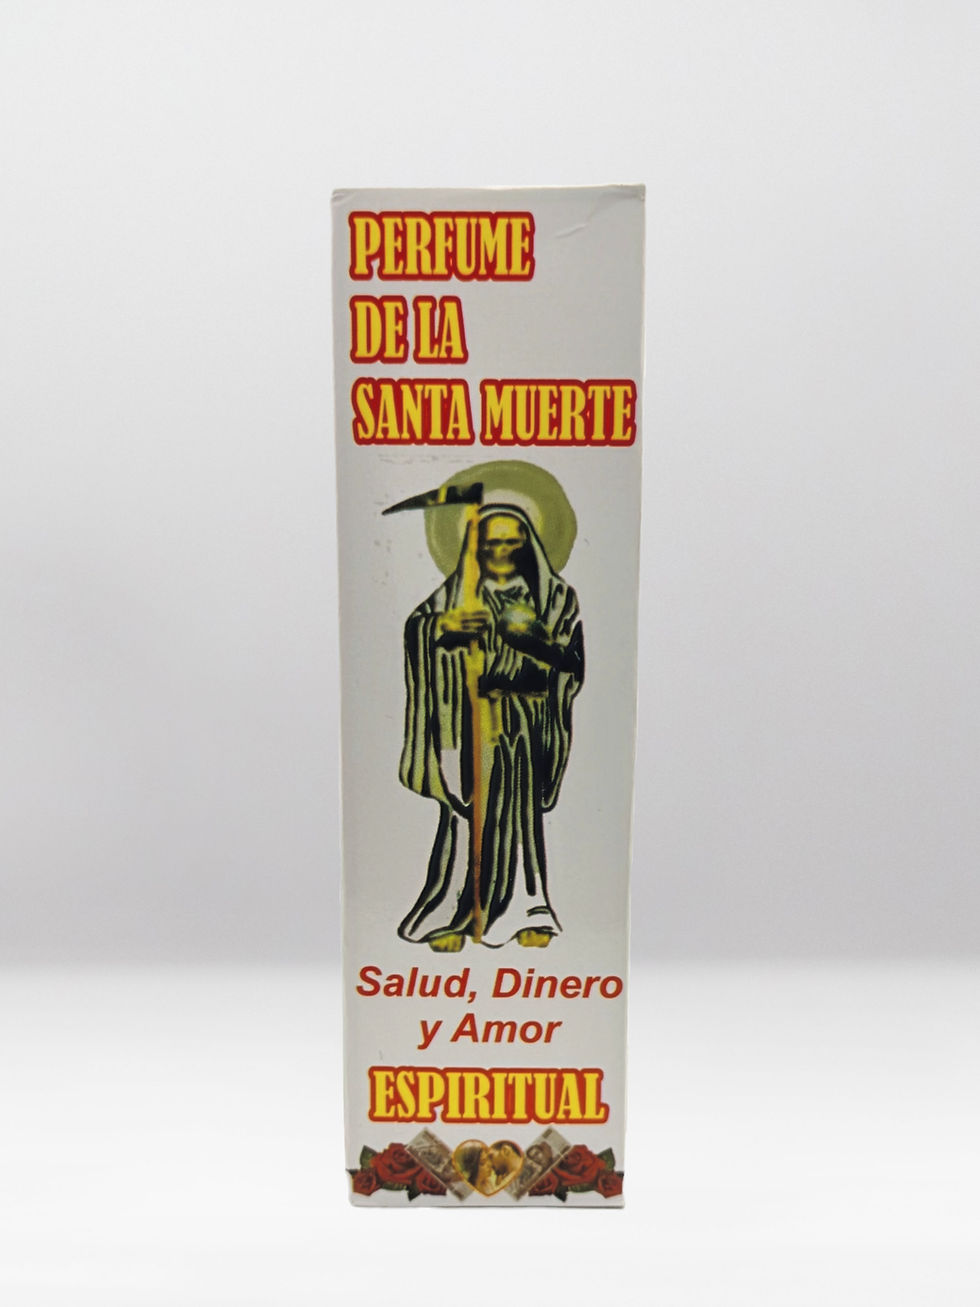 PERFUME
DE LA
SANTA MUERTE
Salud, Dinero
y Amor
ESPIRITUAL